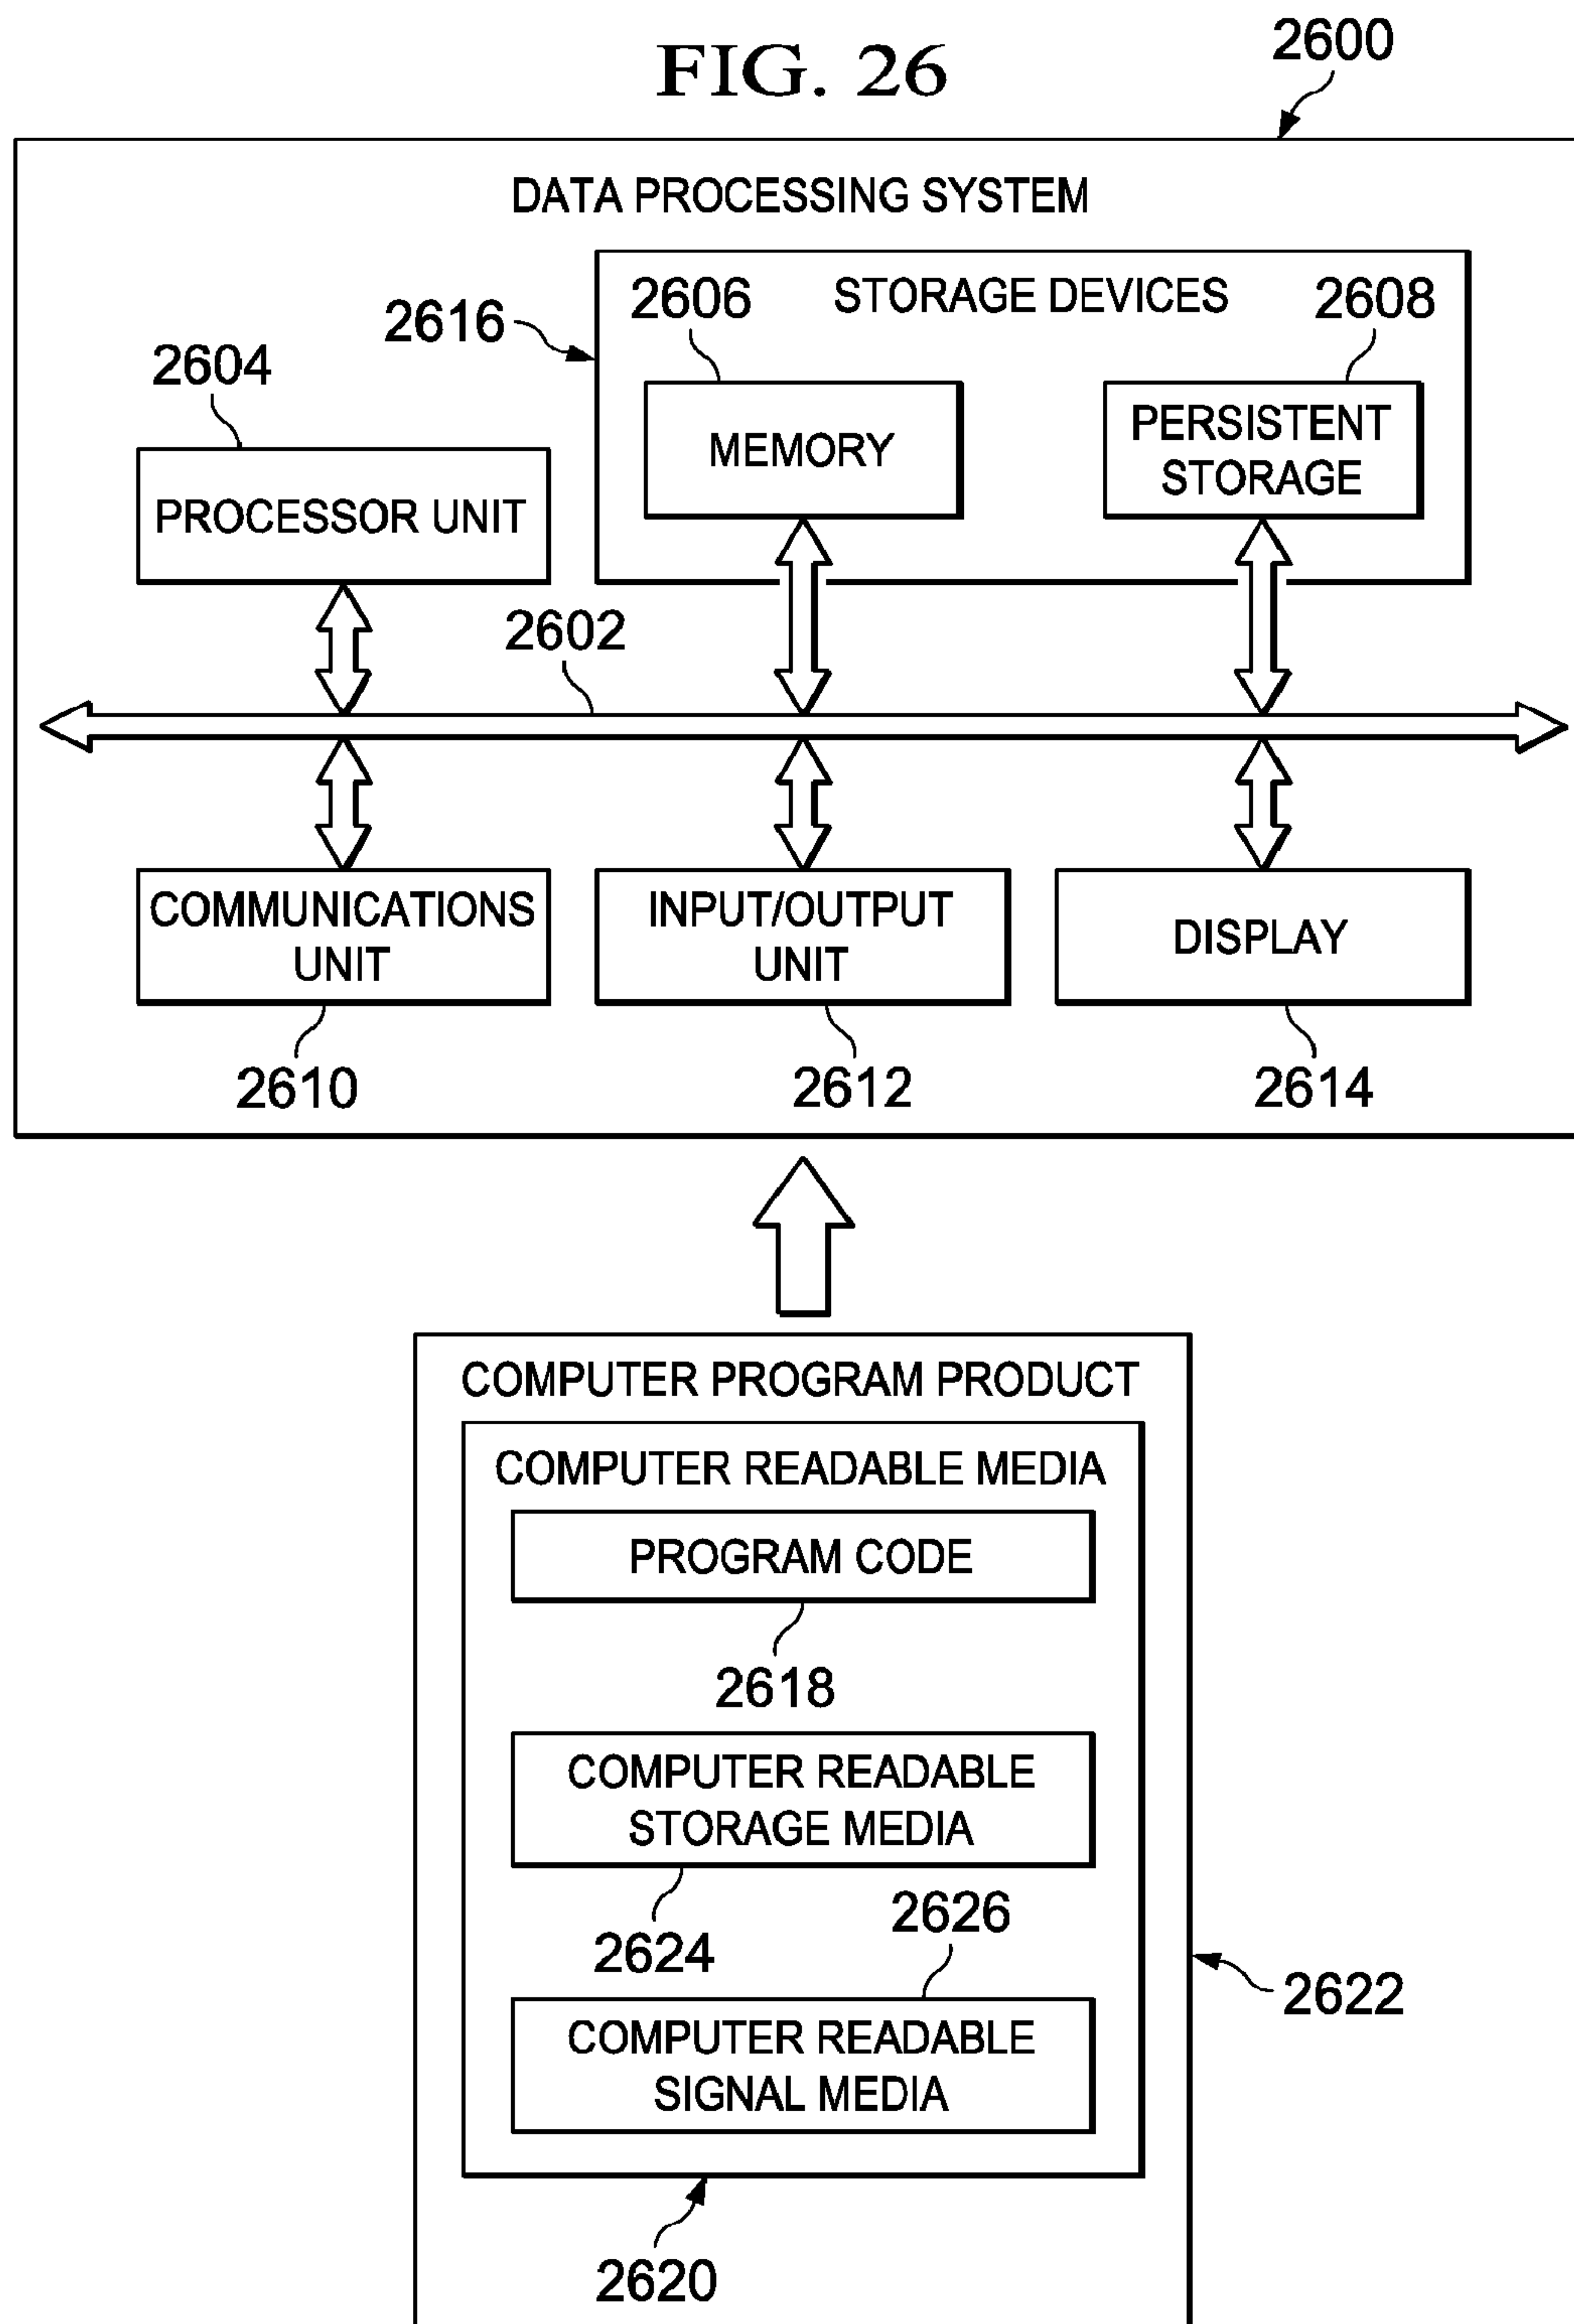 FIG. 26
2600
DATA PROCESSING SYSTEM
2616
2606
STORAGE DEVICES
2608
2604
MEMORY
PERSISTENT
STORAGE
PROCESSOR UNIT
2602
COMMUNICATIONS
UNIT
INPUT/OUTPUT
UNIT
DISPLAY
2610
2612
2614
COMPUTER PROGRAM PRODUCT
COMPUTER READABLE MEDIA
PROGRAM CODE
2618
COMPUTER READABLE
STORAGE MEDIA
2624
2626
COMPUTER READABLE
SIGNAL MEDIA
2622
2620